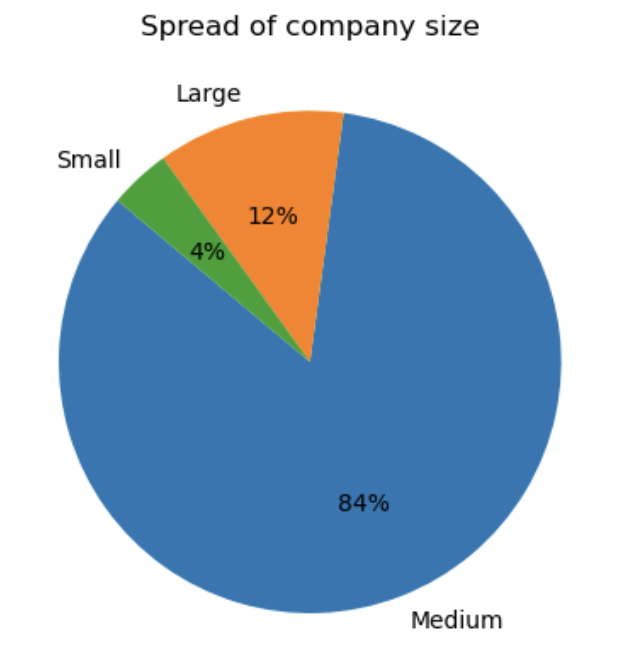 Spread of company size
Large
Small
12%
4%
84%
Medium